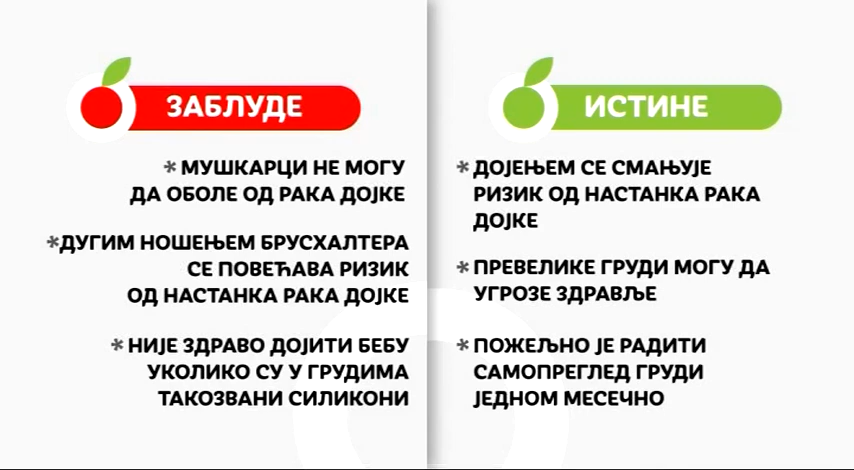 ЗАБЛУДЕ
* МУШКАРЦИ НЕ МОГУ
ДА ОБОЛЕ ОД РАКА ДОЈКЕ
*ДУГИМ НОШЕЊЕМ БРУСХАЛТЕРА
СЕ ПОВЕЋАВА РИЗИК
ОД НАСТАНКА РАКА ДОЈКЕ
* НИЈЕ ЗДРАВО ДОЈИТИ БЕБУ
УКОЛИКО СУ У ГРУДИМА
ТАКОЗВАНИ СИЛИКОНИ
ИСТИНЕ
* ДОЈЕЊЕМ СЕ СМАЊУЈЕ
РИЗИК ОД НАСТАНКА РАКА
ДОЈКЕ
* ПРЕВЕЛИКЕ ГРУДИ МОГУ ДА
УГРОЗЕ ЗДРАВЉЕ
* ПОЖЕЉНО ЈЕ РАДИТИ
САМОПРЕГЛЕД ГРУДИ
ЈЕДНОМ МЕСЕЧНО